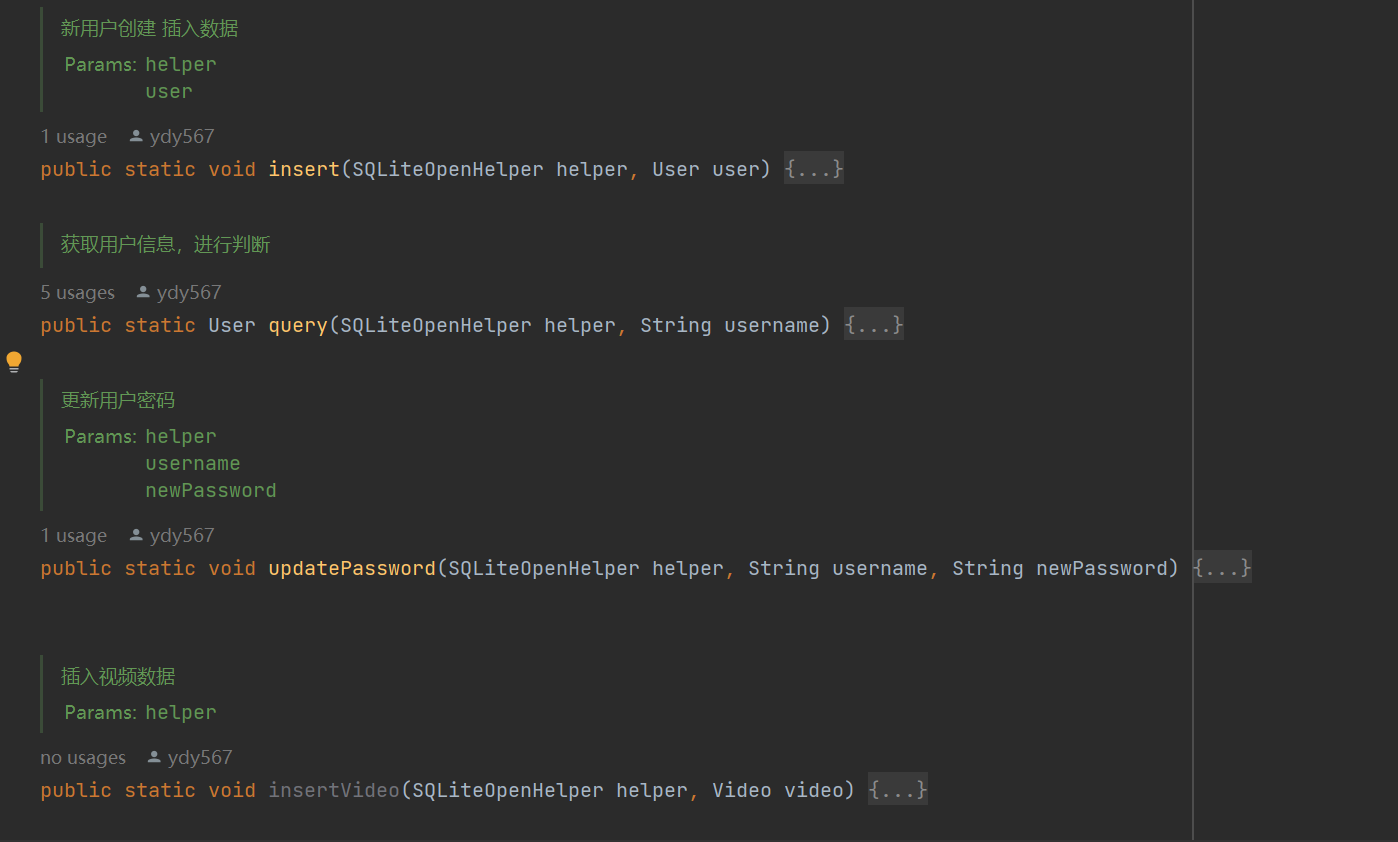 新用户创建 插入数据
Params: helper
user
1 usage ydy567
public static void insert(SQLiteOpenHelper helper, User user) {...}
获取用户信息，进行判断
5 usages ydy567
public static User query(SQLiteOpenHelper helper, String username) {...}
更新用户密码
Params: helper
username
newPassword
1 usage ydy567
public static void updatePassword(SQLiteOpenHelper helper, String username, String newPassword) {...}
插入视频数据
Params: helper
no usages ydy567
public static void insertVideo(SQLiteOpenHelper helper, Video video) {...}